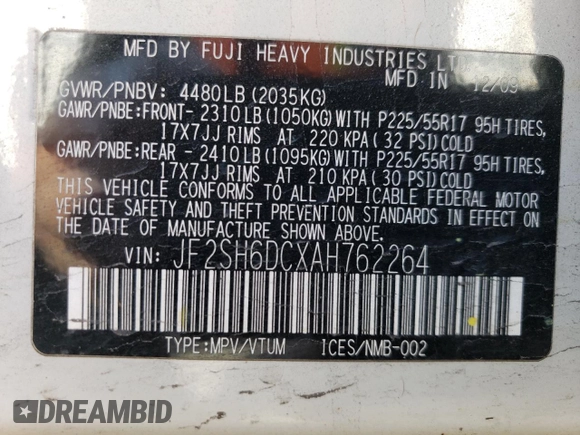 MFD BY FUJI HEAVY INDUSTRIES LTD.
MFD IN 12/09
GVWR/PNBV: 4480LB (2035KG)
GAWR/PNBE:FRONT- 2310LB(1050KG)WITH P225/55R17 95H TIRES,
17X7JJ RIMS AT 220 KPA (32 PSI) COLD
GAWR/PNBE:REAR - 2410LB(1095KG)WITH P225/55R17 95H TIRES,
17X7JJ RIMS AT 210 KPA (30 PSI)COLD
THIS VEHICLE CONFORMS TO ALL APPLICABLE FEDERAL MOTOR
VEHICLE SAFETY AND THEFT PREVENTION STANDARDS IN EFFECT ON
THE DATE OF MANUFACTURE SHOWN ABOVE.
VIN: JF2SH6DCXAH762264
TYPE:MPV/VTUM ICES/NMB-002
DREAMBID